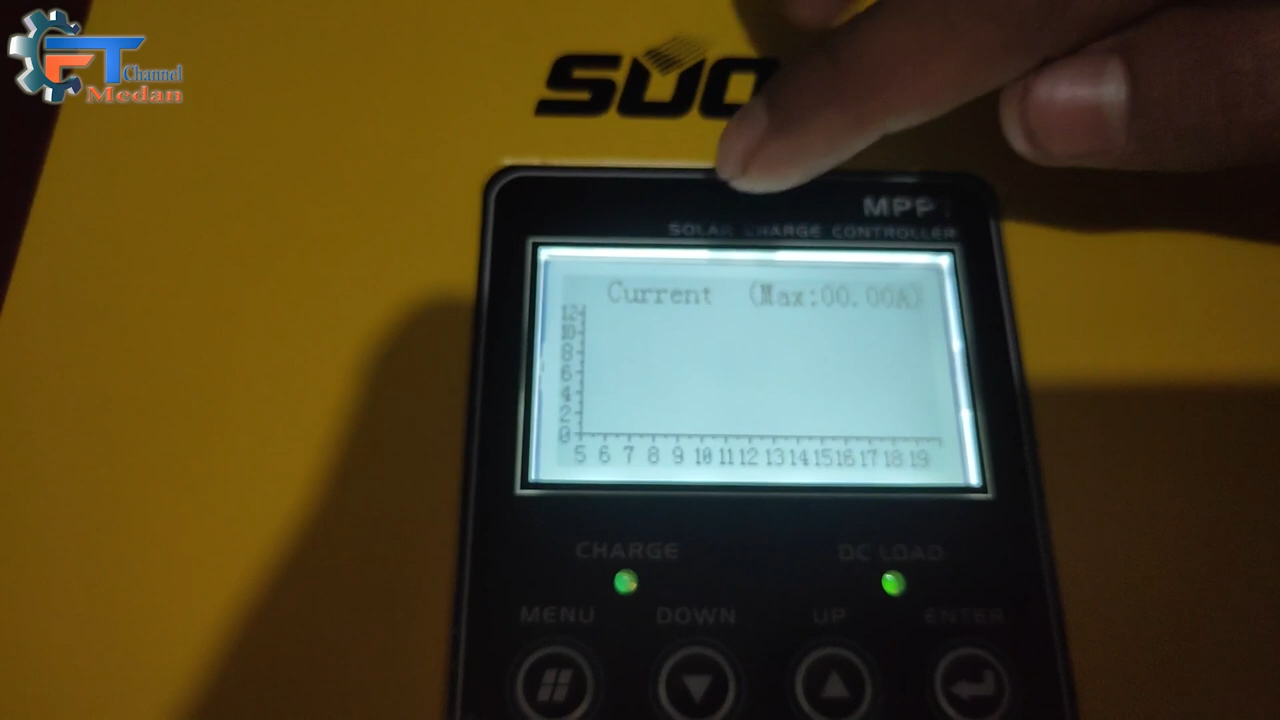 FT Channel
Medan
SUO
MPPT
SOLAR CHARGE CONTROLLER
Current (Max:00.00A)
12
10
8
6
4
2
0
5 6 7 8 9 10 11 12 13 14 15 16 17 18 19
CHARGE DC LOAD
MENU DOWN UP ENTER